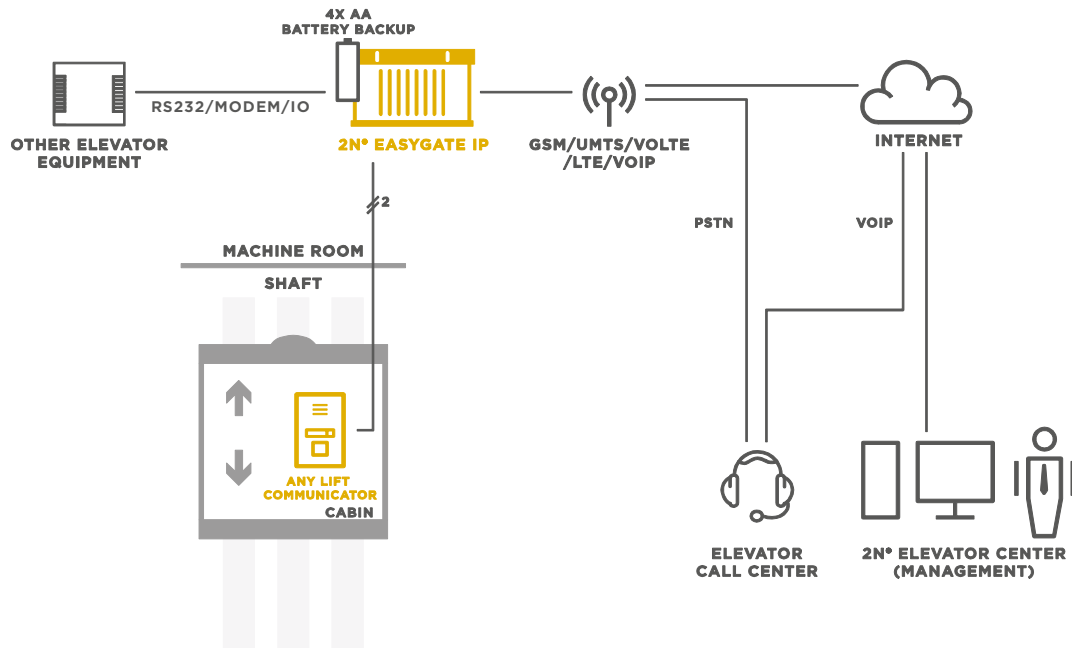 4X AA
BATTERY BACKUP
RS232/MODEM/IO
OTHER ELEVATOR
EQUIPMENT
2N® EASYGATE IP
GSM/UMTS/VOLTE
/LTE/VOIP
INTERNET
2
PSTN
VOIP
MACHINE ROOM
SHAFT
ANY LIFT
COMMUNICATOR
CABIN
ELEVATOR
CALL CENTER
2N® ELEVATOR CENTER
(MANAGEMENT)